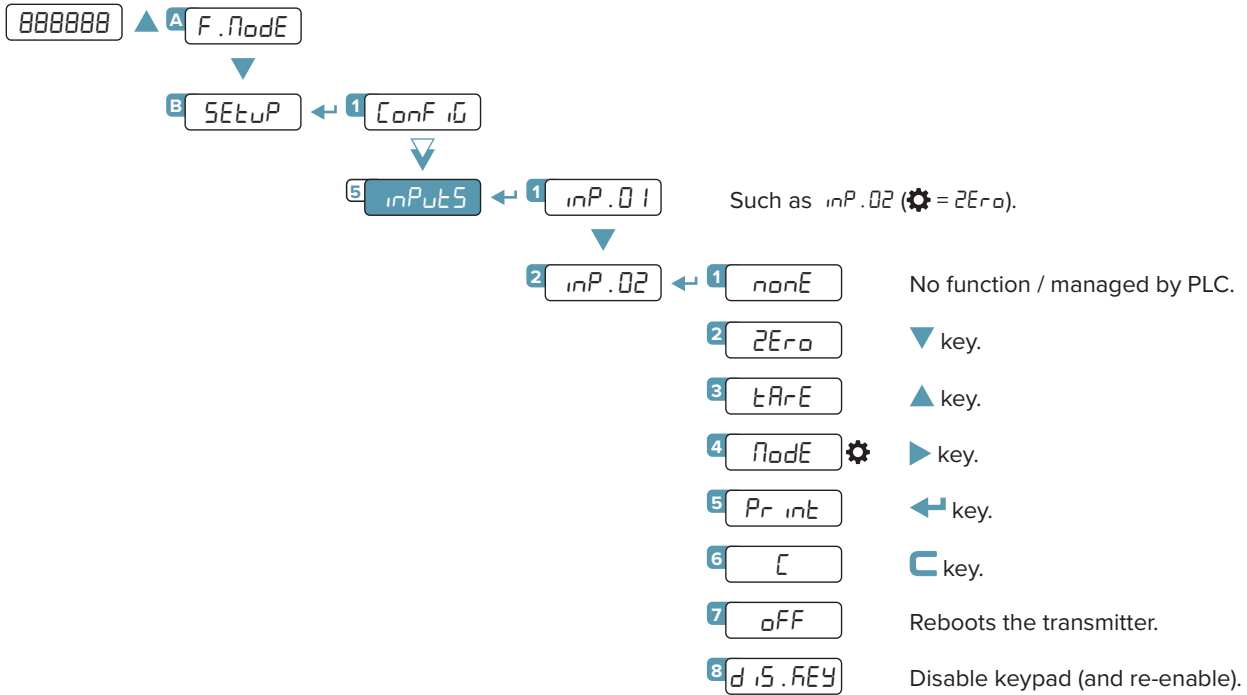 888888 A F.ModE
B SEtuP 1 ConFiG
5 inPutS 1 inP.01 Such as inP.02 ( = ZEro).
2 inP.02 1 nonE No function / managed by PLC.
2 ZEro key.
3 tArE key.
4 ModE key.
5 Print key.
6 C C key.
7 oFF Reboots the transmitter.
8 diS.KEY Disable keypad (and re-enable).